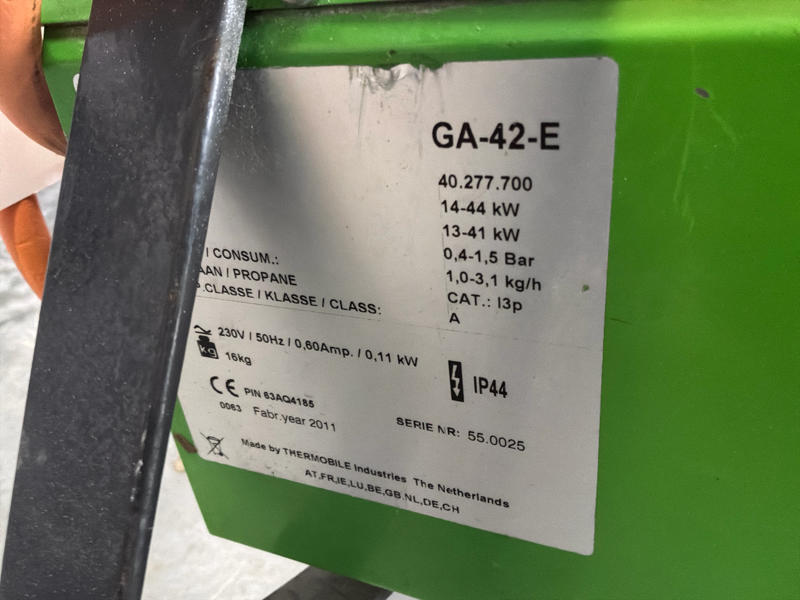 GA-42-E
40.277.700
14-44 kW
13-41 kW
0,4-1,5 Bar
/ CONSUM.: 1,0-3,1 kg/h
AAN / PROPANE CAT.: I3p
P.CLASSE / KLASSE / CLASS: A
230V / 50Hz / 0,60Amp. / 0,11 kW
kg 16kg
IP44
CE PIN 63AQ4185
0063 Fabr.year 2011
SERIE NR: 55.0025
Made by THERMOBILE Industries The Netherlands
AT,FR,IE,LU,BE,GB,NL,DE,CH